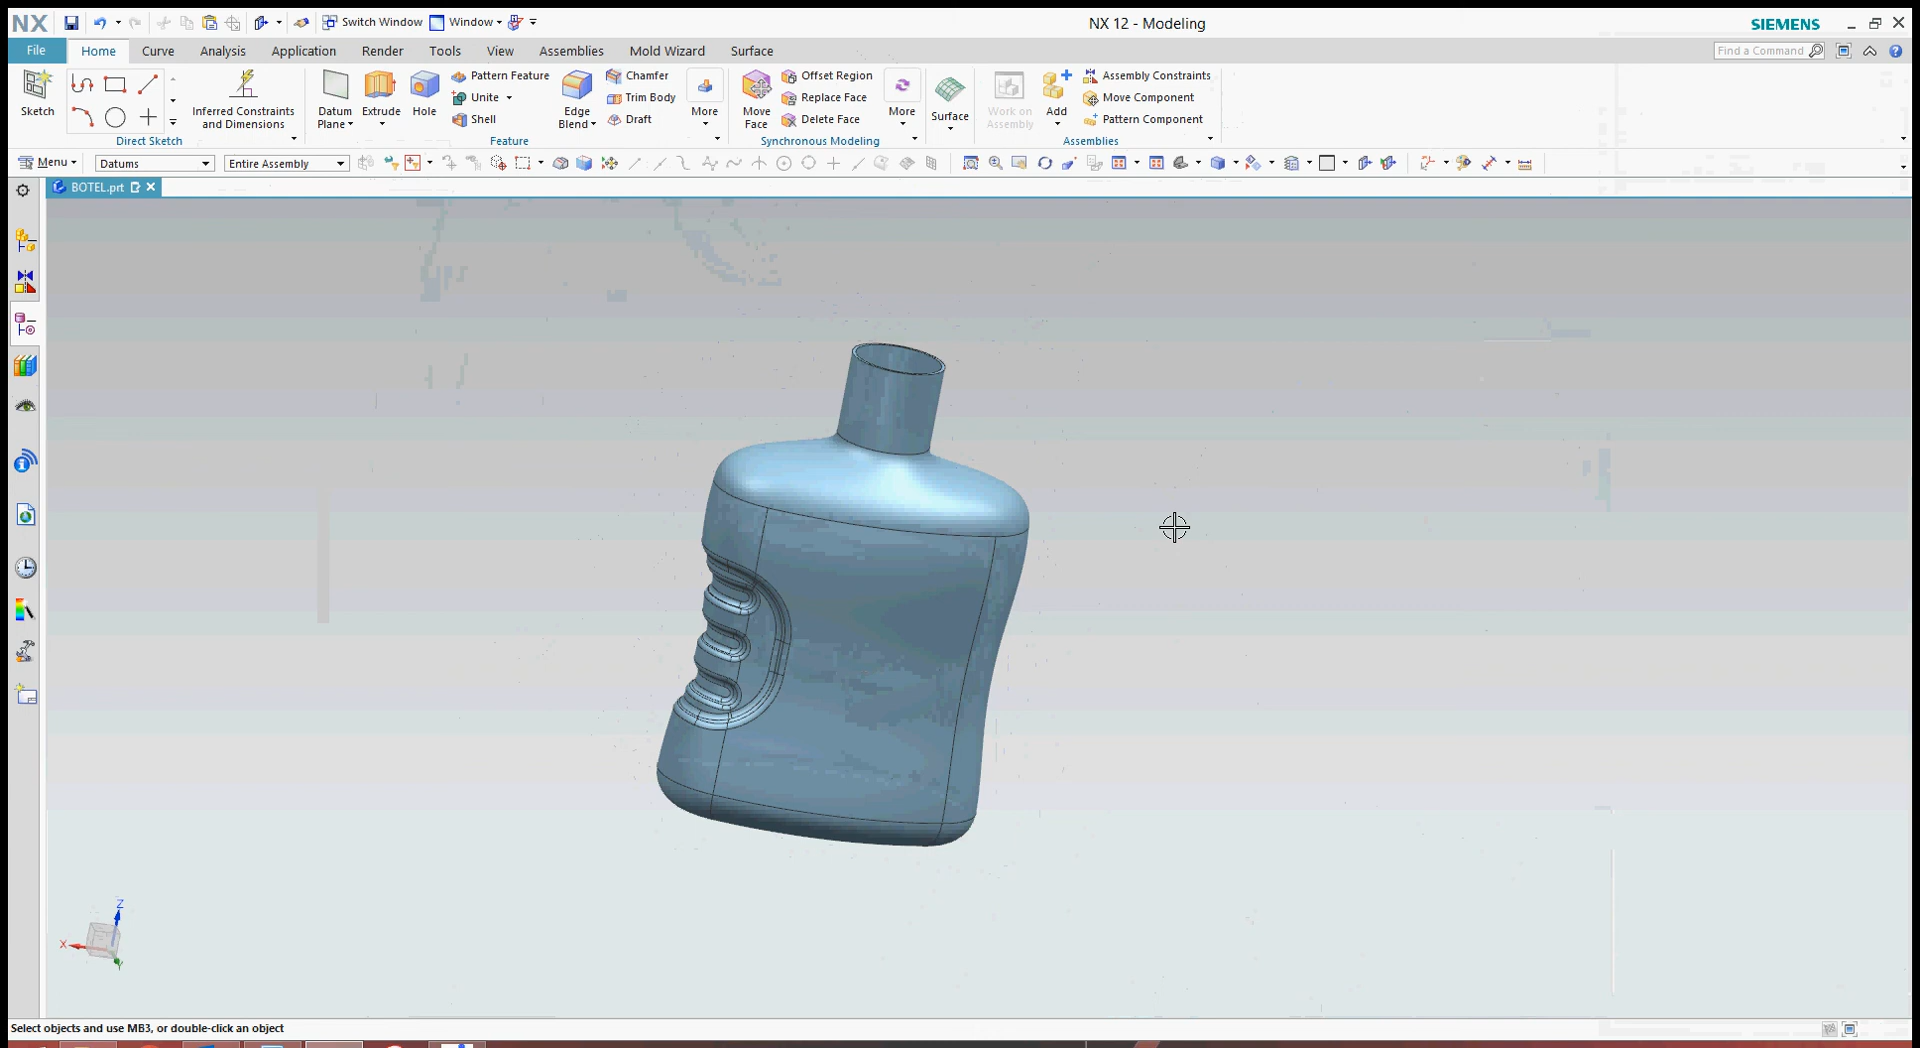 NX Switch Window Window NX 12 - Modeling SIEMENS
File Home Curve Analysis Application Render Tools View Assemblies Mold Wizard Surface Find a Command
Sketch
Inferred Constraints
and Dimensions
Direct Sketch
Datum
Plane
Extrude
Hole
Pattern Feature
Unite
Shell
Edge
Blend
Chamfer
Trim Body
Draft
More
Feature
Move
Face
Offset Region
Replace Face
Delete Face
More
Synchronous Modeling
Surface
Work on
Assembly
Add
Assembly Constraints
Move Component
Pattern Component
Assemblies
Menu Datums Entire Assembly
BOTEL.prt
Z
X
Y
Select objects and use MB3, or double-click an object